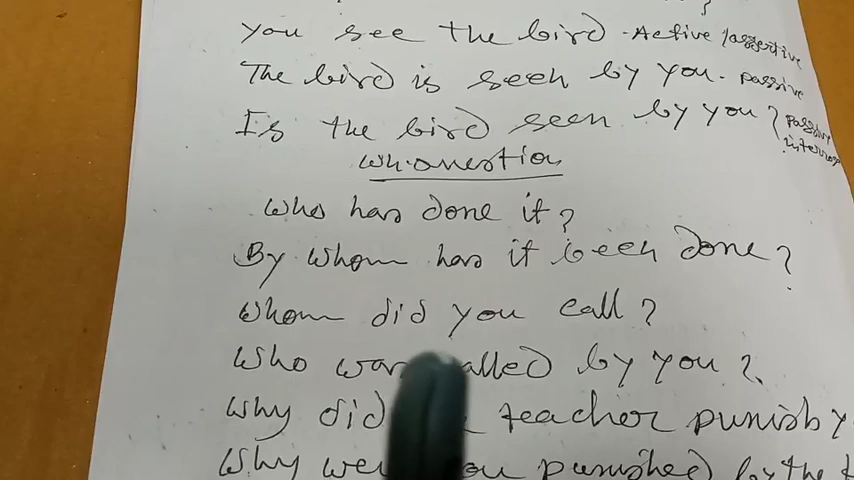 you see the bird - Active / assertive
The bird is seen by you - passive
Is the bird seen by you? passive
Wh-question
Who has done it?
By whom has it been done?
Whom did you call?
Who was called by you?
Why did teacher punish
Why you punished by the